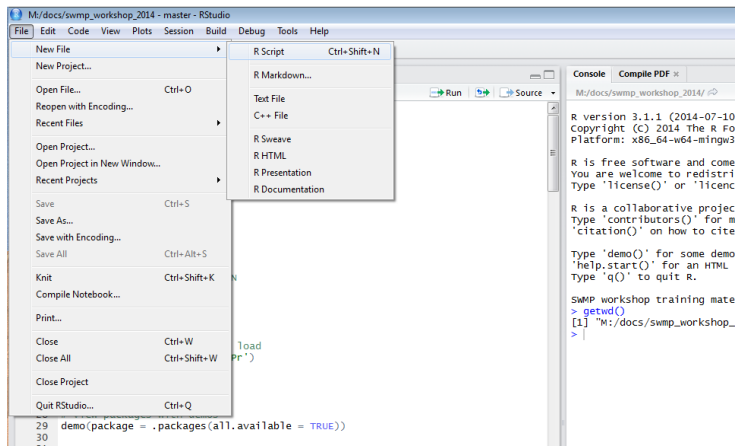 M:/docs/swmp_workshop_2014 - master - RStudio
File Edit Code View Plots Session Build Debug Tools Help
New File
New Project...
Open File... Ctrl+O
Reopen with Encoding...
Recent Files
Open Project...
Open Project in New Window...
Recent Projects
Save Ctrl+S
Save As...
Save with Encoding...
Save All Ctrl+Alt+S
Knit Ctrl+Shift+K
Compile Notebook...
Print...
Close Ctrl+W
Close All Ctrl+Shift+W
Close Project
Quit RStudio... Ctrl+Q
R Script Ctrl+Shift+N
R Markdown...
Text File
C++ File
R Sweave
R HTML
R Presentation
R Documentation
Run Source
N
load
Pr')
29 demo(package = .packages(all.available = TRUE))
30
Console Compile PDF
M:/docs/swmp_workshop_2014/
R version 3.1.1 (2014-07-10
Copyright (C) 2014 The R Fo
Platform: x86_64-w64-mingw3
R is free software and come
You are welcome to redistri
Type 'license()' or 'licenc
R is a collaborative projec
Type 'contributors()' for m
'citation()' on how to cite
Type 'demo()' for some demo
'help.start()' for an HTML
Type 'q()' to quit R.
SWMP workshop training mate
> getwd()
[1] "M:/docs/swmp_workshop_
>